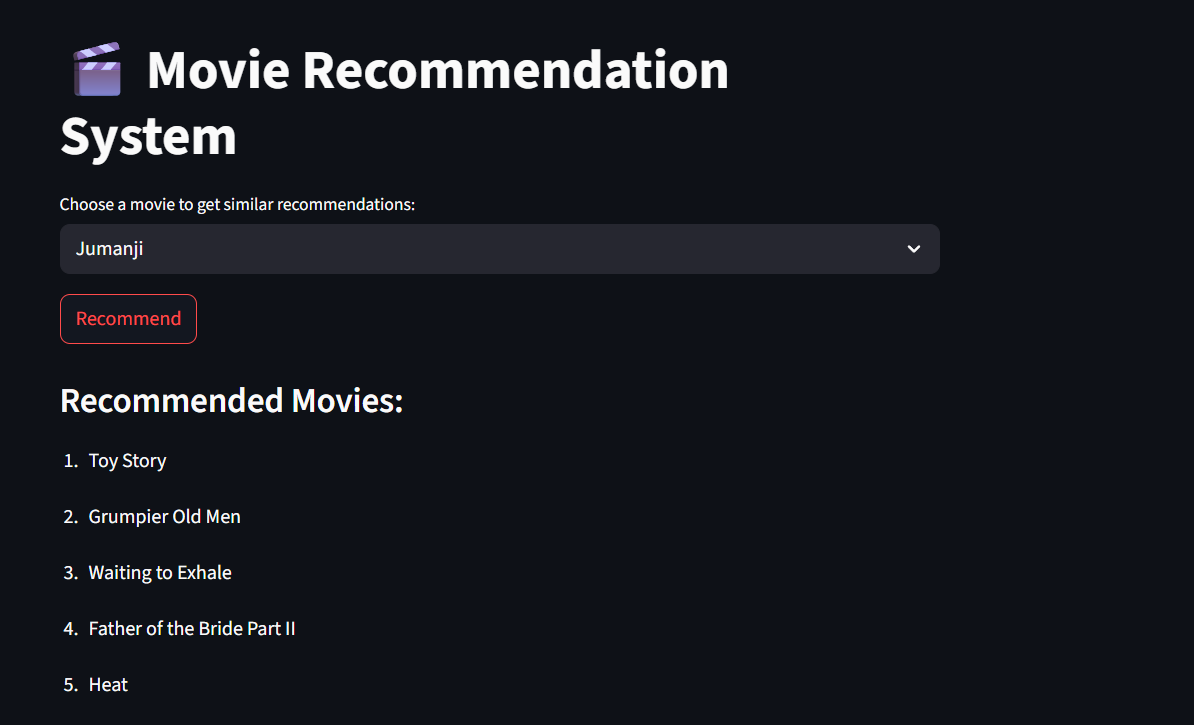 Movie Recommendation
System
Choose a movie to get similar recommendations:
Jumanji
Recommend
Recommended Movies:
1. Toy Story
2. Grumpier Old Men
3. Waiting to Exhale
4. Father of the Bride Part II
5. Heat